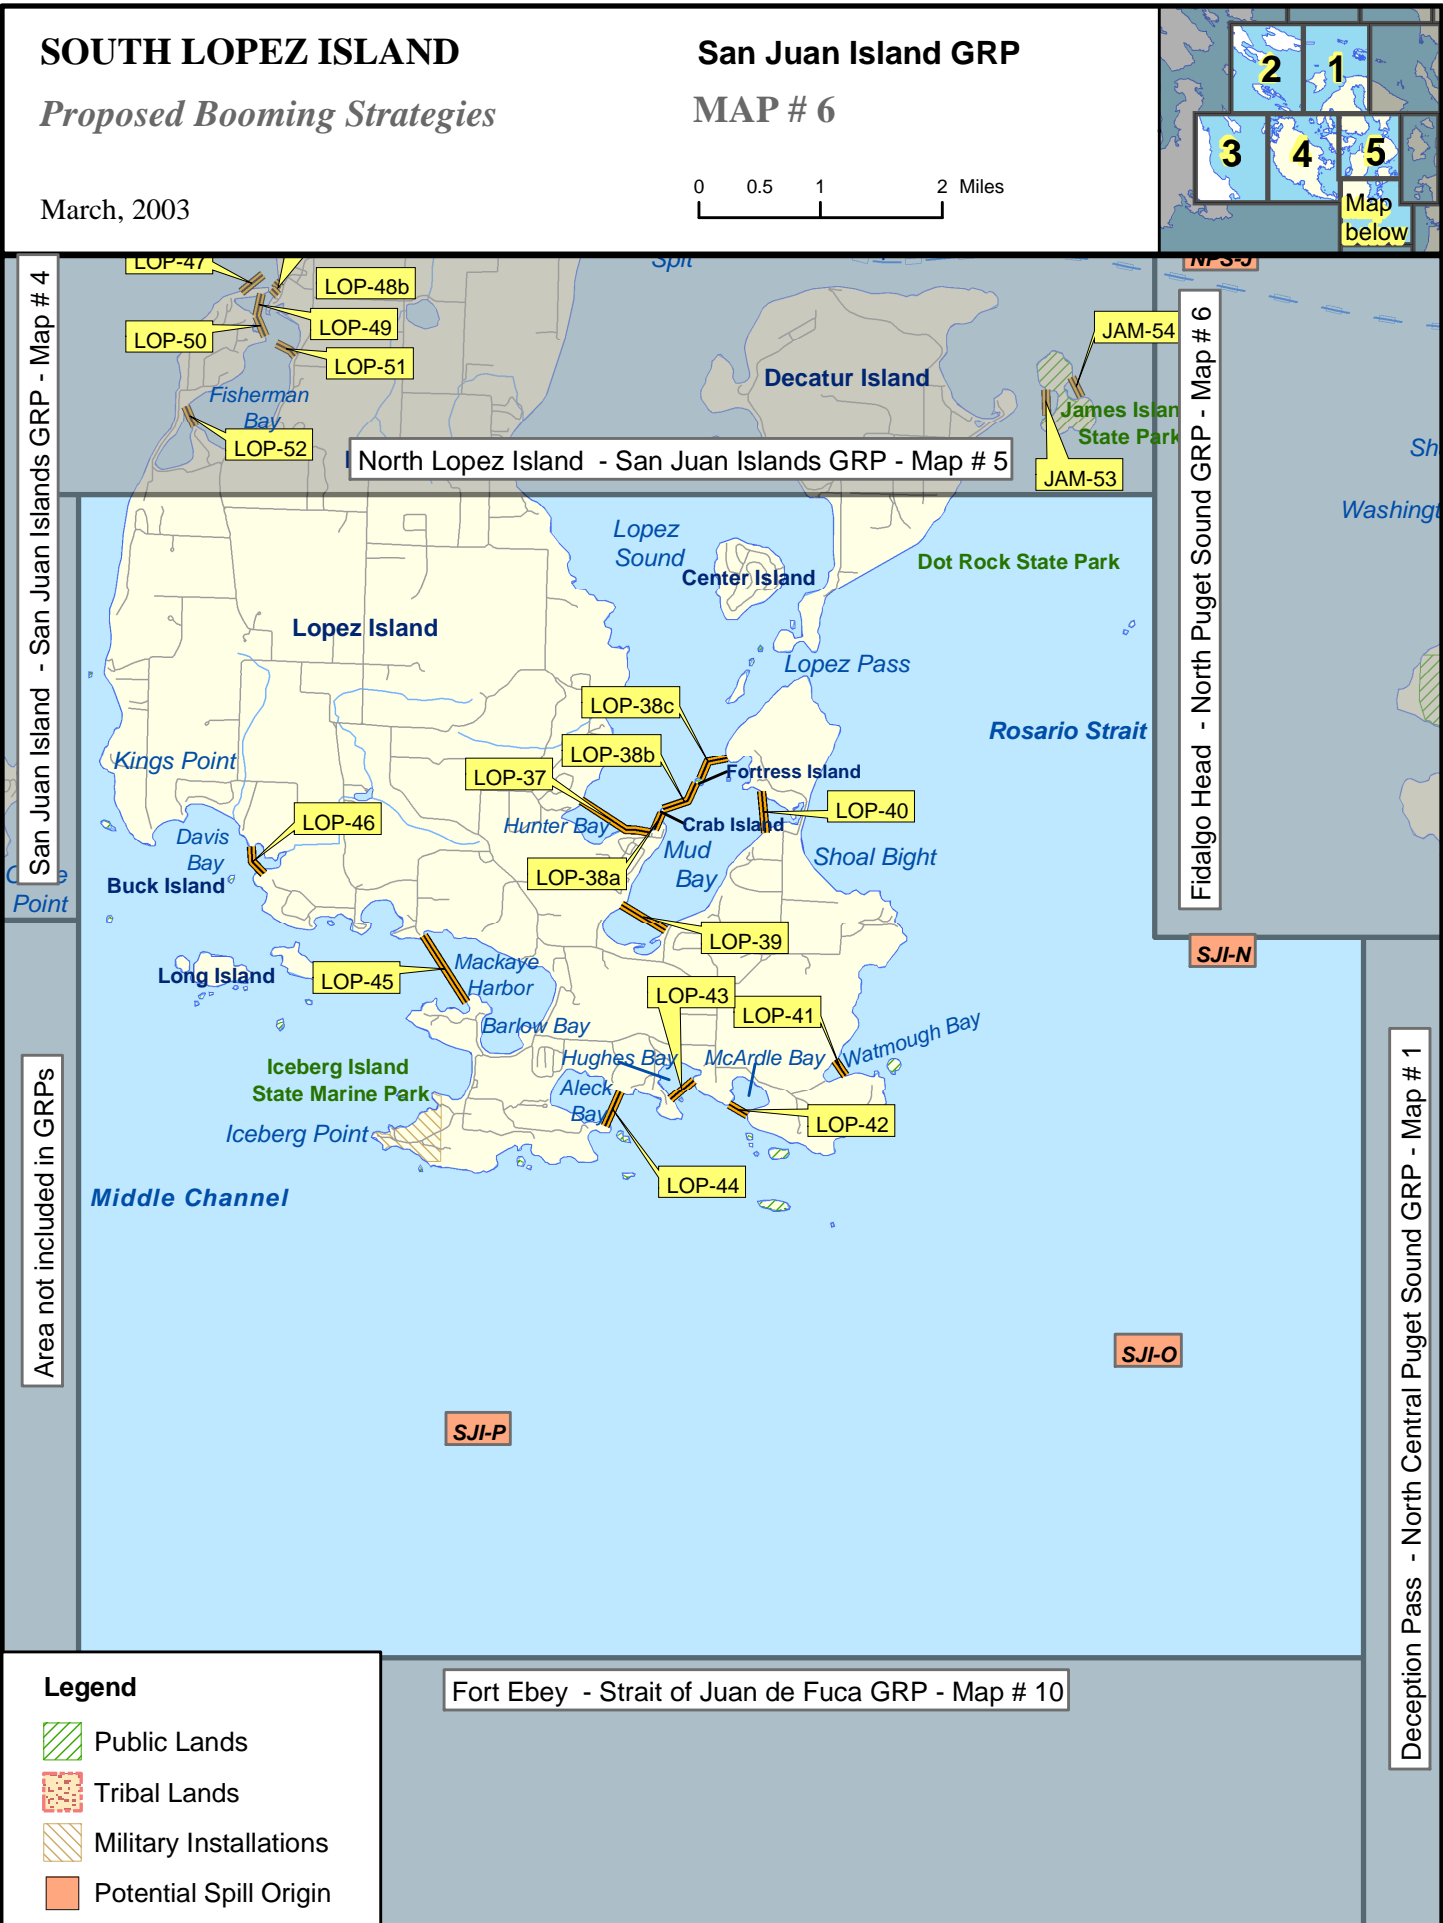 SOUTH LOPEZ ISLAND
Proposed Booming Strategies
March, 2003
San Juan Island GRP
MAP # 6
0 0.5 1 2 Miles
2 1
3 4 5
Map
below
San Juan Island - San Juan Islands GRP - Map # 4
LOP-47
LOP-48b
LOP-49
LOP-50
LOP-51
Fisherman
Bay
LOP-52
Spit
NPS-J
Decatur Island
JAM-54
James Islan
State Park
JAM-53
North Lopez Island - San Juan Islands GRP - Map # 5
Fidalgo Head - North Puget Sound GRP - Map # 6
Sh
Washingt
Lopez
Sound
Center Island
Dot Rock State Park
Lopez Island
Lopez Pass
LOP-38c
Rosario Strait
LOP-38b
Kings Point
LOP-37
Fortress Island
LOP-40
LOP-46
Hunter Bay
Crab Island
Davis
Bay
Mud
Bay
Shoal Bight
LOP-38a
Buck Island
Point
LOP-39
SJI-N
Long Island
LOP-45
Mackaye
Harbor
LOP-43
LOP-41
Barlow Bay
Watmough Bay
Iceberg Island
State Marine Park
Hughes Bay
McArdle Bay
Aleck
Bay
LOP-42
Iceberg Point
LOP-44
Middle Channel
Area not included in GRPs
Deception Pass - North Central Puget Sound GRP - Map # 1
SJI-O
SJI-P
Fort Ebey - Strait of Juan de Fuca GRP - Map # 10
Legend
Public Lands
Tribal Lands
Military Installations
Potential Spill Origin